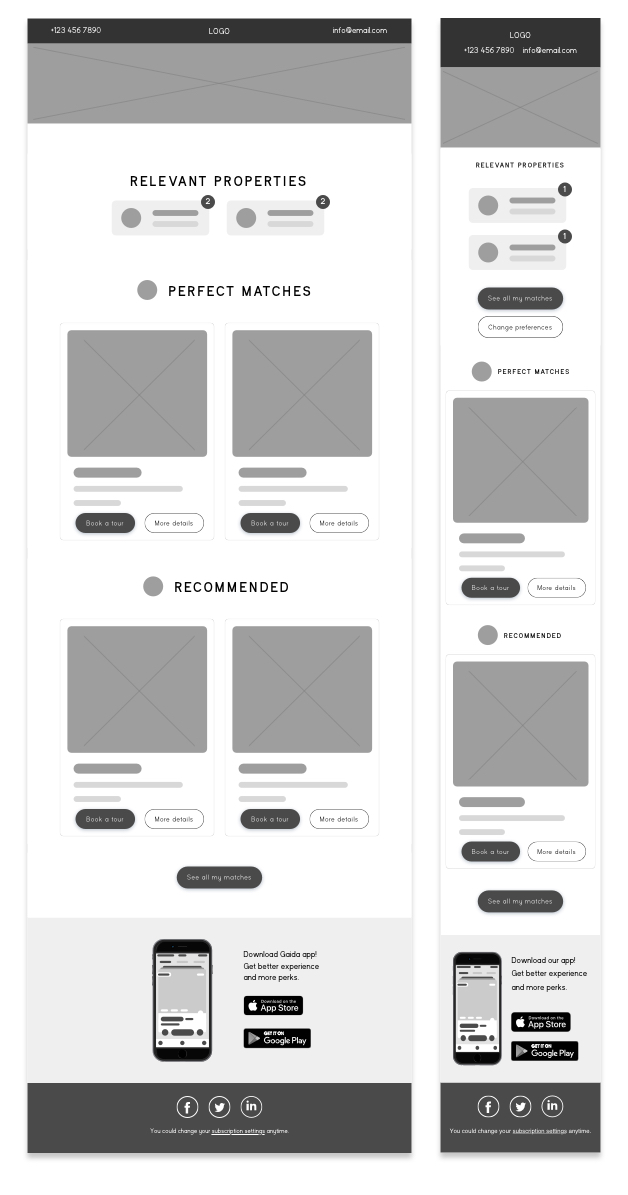 +123 456 7890 LOGO info@email.com
RELEVANT PROPERTIES
2 2
PERFECT MATCHES
Book a tour More details Book a tour More details
RECOMMENDED
Book a tour More details Book a tour More details
See all my matches
Download Gaida app!
Get better experience
and more perks.
Download on the
App Store
GET IT ON
Google Play
f in
You could change your subscription settings anytime.
LOGO
+123 456 7890 info@email.com
RELEVANT PROPERTIES
1
1
See all my matches
Change preferences
PERFECT MATCHES
Book a tour More details
RECOMMENDED
Book a tour More details
See all my matches
Download our app!
Get better experience
and more perks.
Download on the
App Store
GET IT ON
Google Play
f in
You could change your subscription settings anytime.